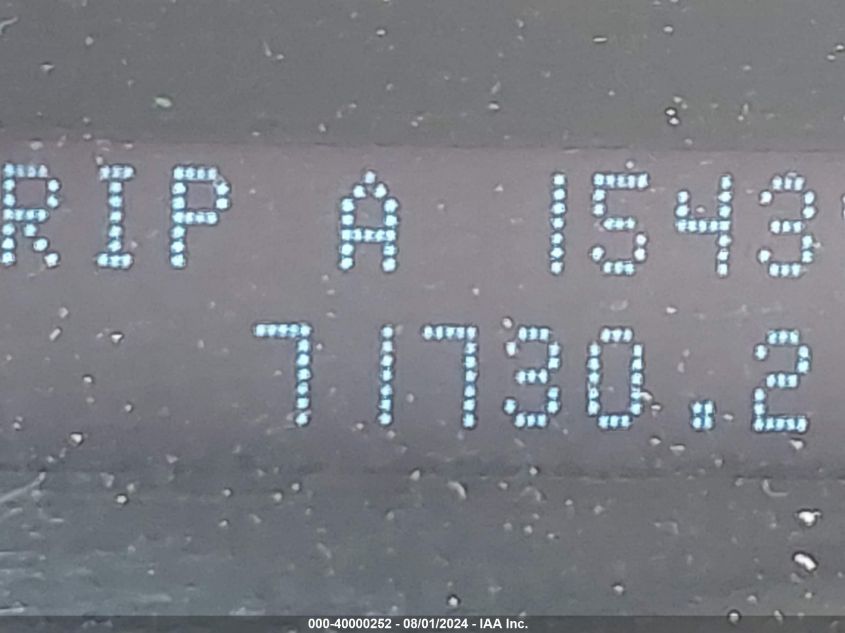 RIP A 1543
71730.2
000-40000252 - 08/01/2024 - IAA Inc.